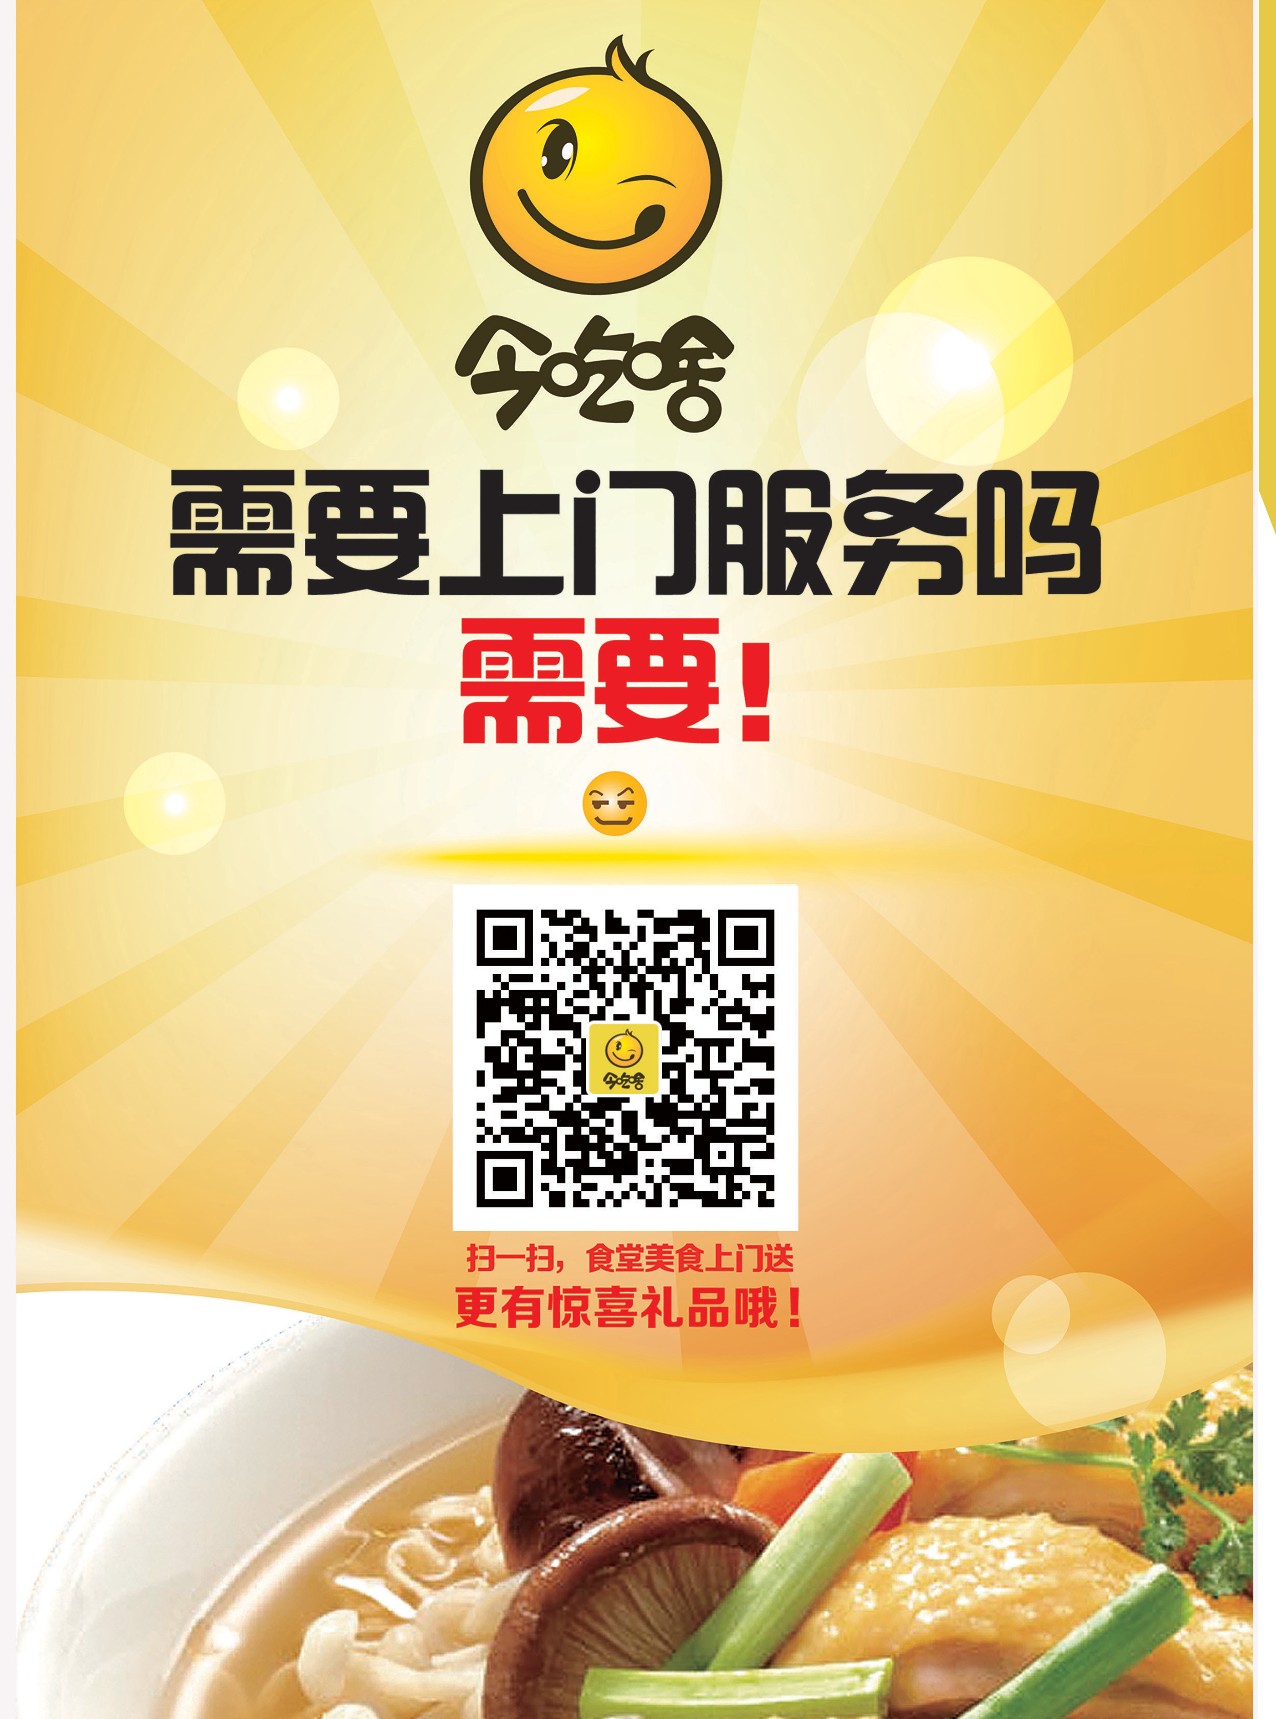 今吃啥
需要上门服务吗
需要!
今吃啥
扫一扫，食堂美食上门送
更有惊喜礼品哦!